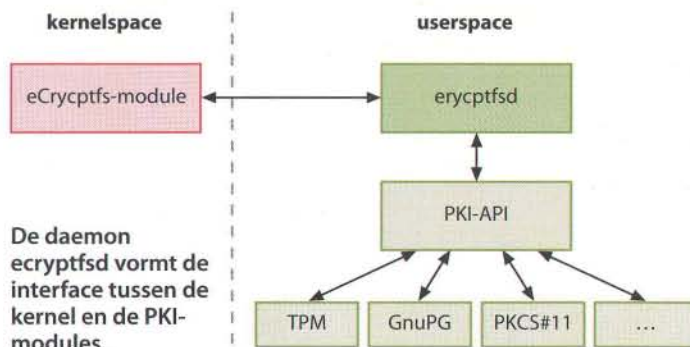 kernelspace
userspace
eCrycptfs-module
erycptfsd
PKI-API
De daemon
ecryptfsd vormt de
interface tussen de
kernel en de PKI-
modules
TPM
GnuPG
PKCS#11
...